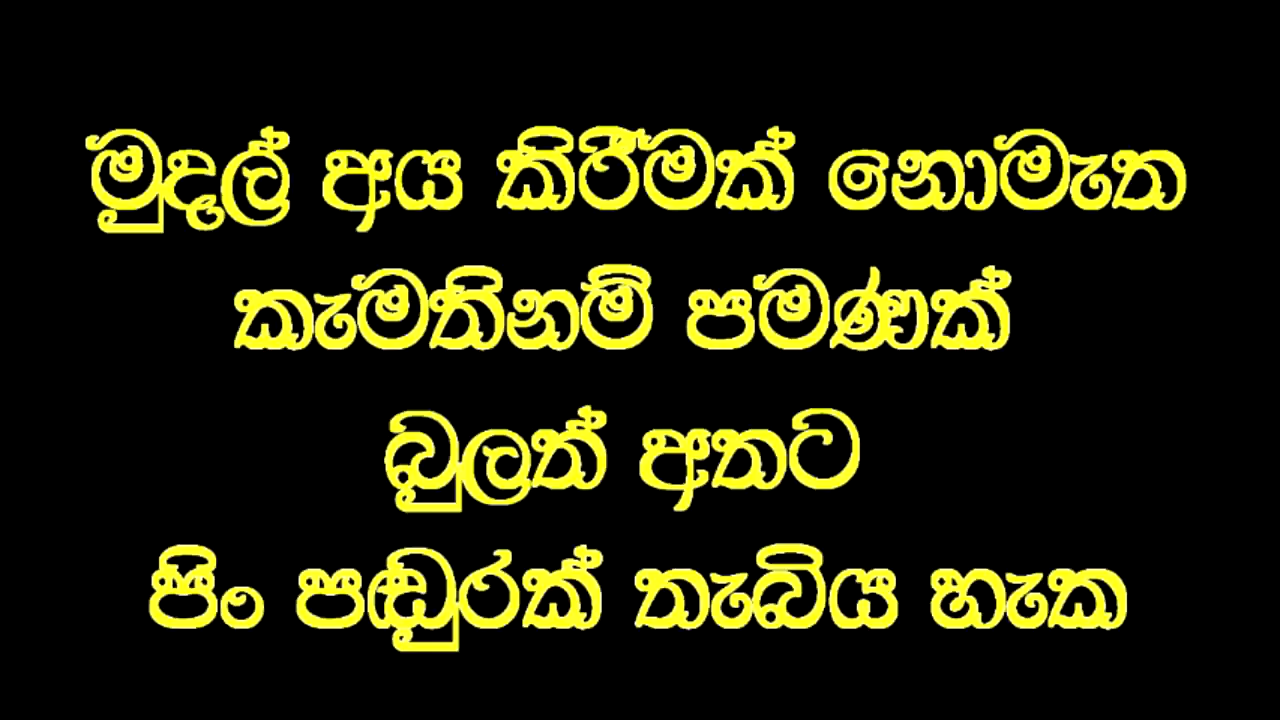 මුදල් අය කිරීමක් නොමැත
කැමතිනම් පමණක්
බුලත් අතට
පිං පඬුරක් තැබිය හැක